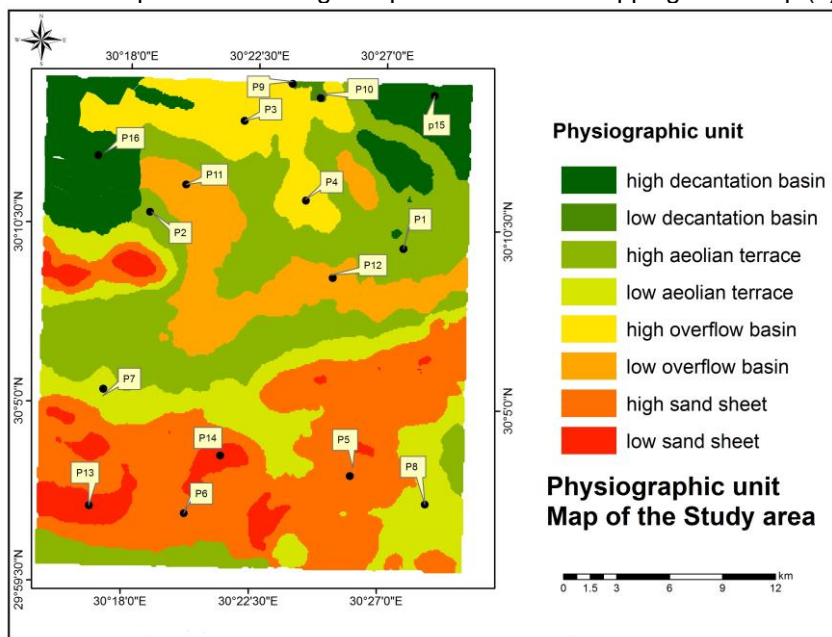 30°18'0"E 30°22'30"E 30°27'0"E
P9
P10
P3
p15
P16
P11
P4
P2
P1
P12
30°10'30"N
30°10'30"N
P7
30°5'0"N
30°5'0"N
P14
P5
P13
P6
P8
29°59'30"N
30°18'0"E 30°22'30"E 30°27'0"E
Physiographic unit
high decantation basin
low decantation basin
high aeolian terrace
low aeolian terrace
high overflow basin
low overflow basin
high sand sheet
low sand sheet
Physiographic unit
Map of the Study area
km
0 1.5 3 6 9 12